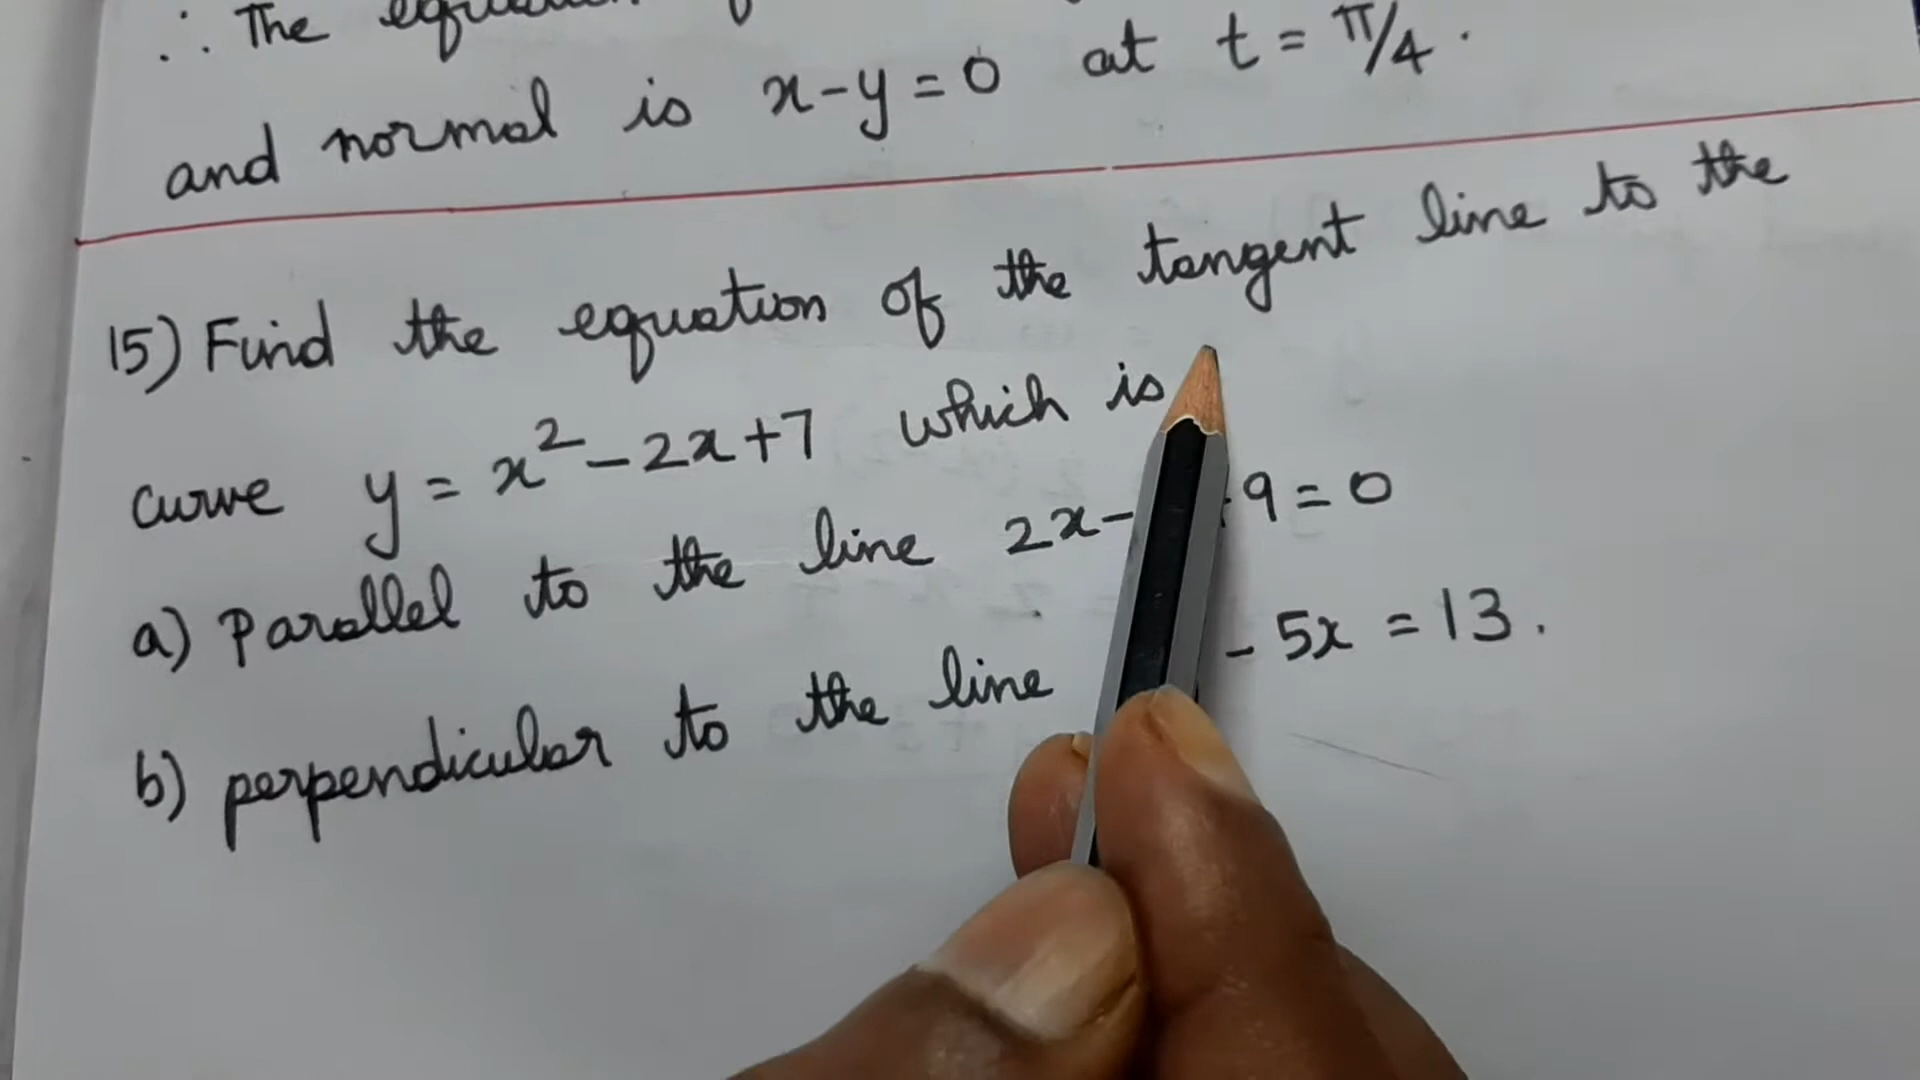 ∴ The equation
and normal is x-y=0 at t = π/4.
15) Find the equation of the tangent line to the
curve y = x²-2x+7 which is
a) Parallel to the line 2x- +9=0
b) perpendicular to the line - 5x = 13.